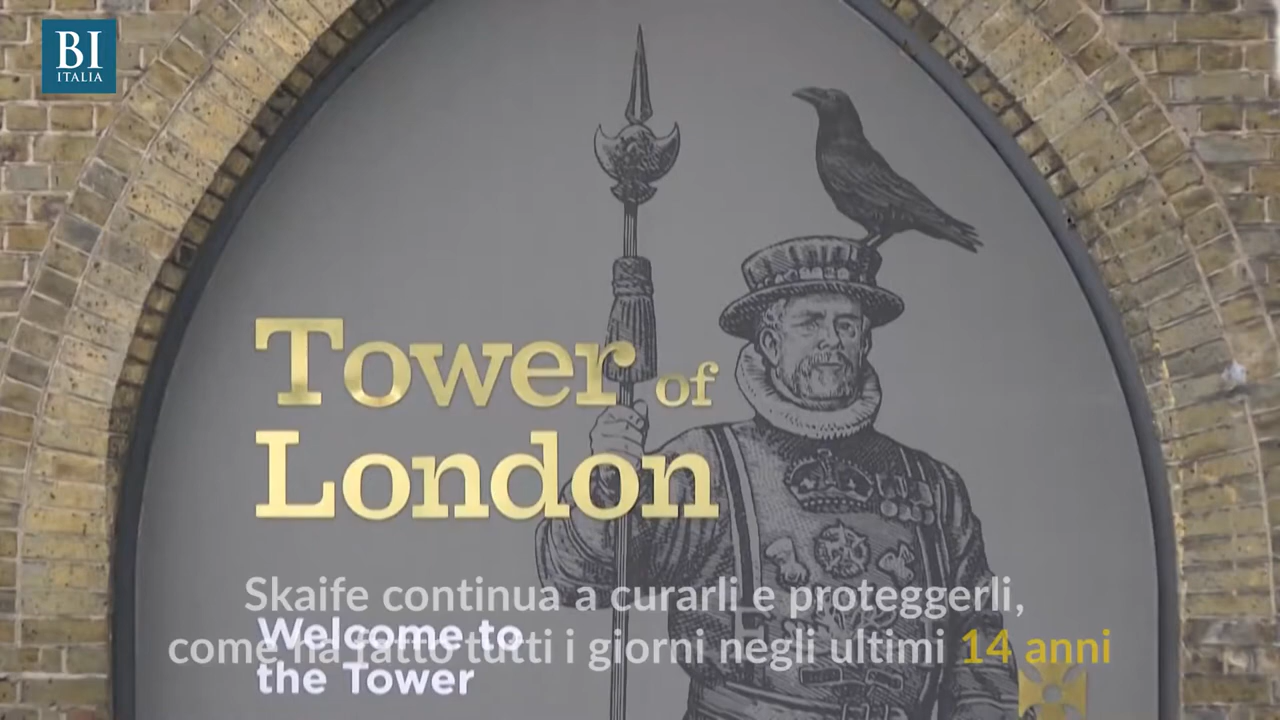 BI
ITALIA
Tower of
London
Skaife continua a curarli e proteggerli,
come ha fatto tutti i giorni negli ultimi 14 anni
Welcome to
the Tower